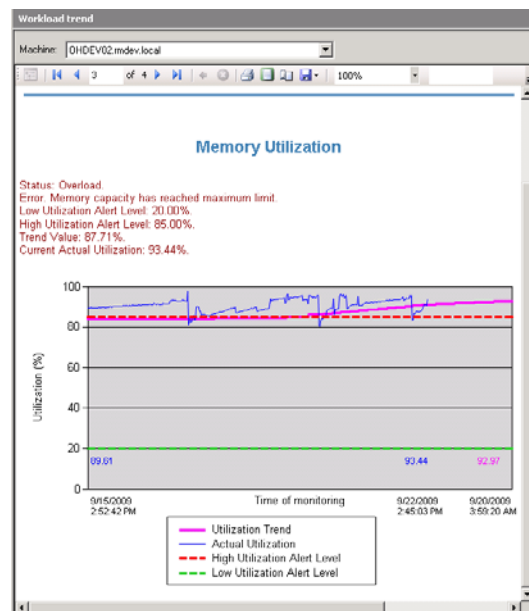 Workload trend
Machine: OHDEV02.mdev.local
3 of 4 100%
Memory Utilization
Status: Overload.
Error. Memory capacity has reached maximum limit.
Low Utilization Alert Level: 20.00%.
High Utilization Alert Level: 85.00%.
Trend Value: 87.71%.
Current Actual Utilization: 93.44%.
Utilization (%)
100
80
60
40
20
0
89.61 93.44 92.97
9/15/2009 Time of monitoring 9/22/2009 9/20/2009
2:52:42 PM 2:45:03 PM 3:59:20 AM
Utilization Trend
Actual Utilization
High Utilization Alert Level
Low Utilization Alert Level